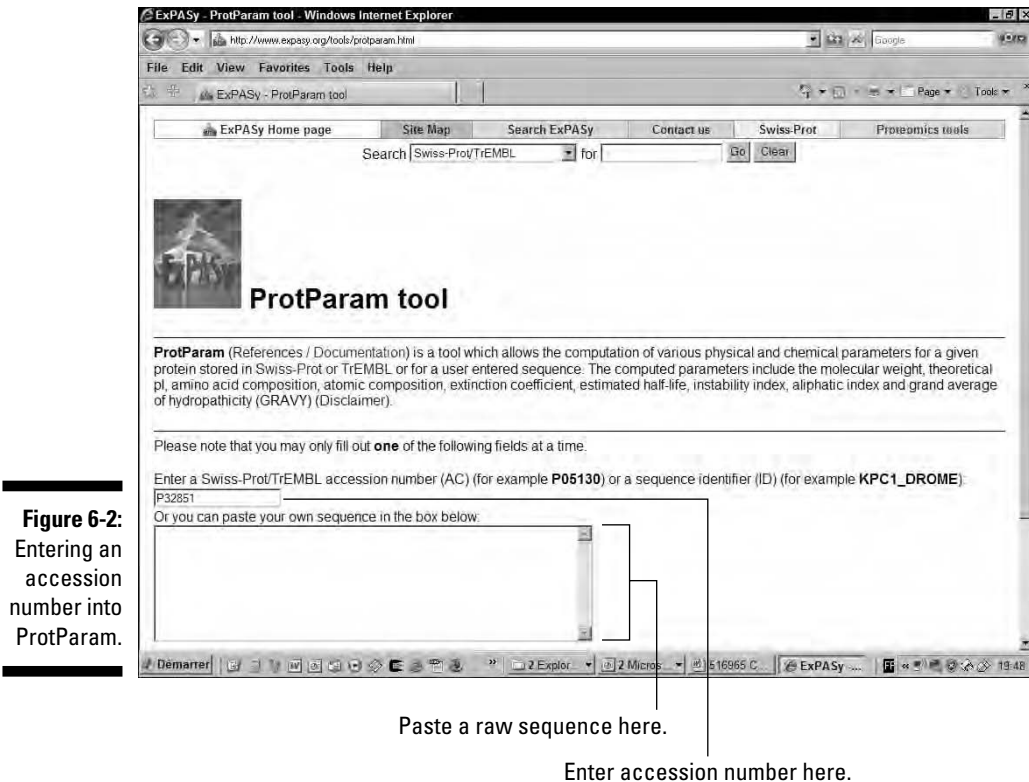 ExPASy - ProtParam tool - Windows Internet Explorer
http://www.expasy.org/tools/protparam.html
Google
File Edit View Favorites Tools Help
ExPASy - ProtParam tool
Page Tools
ExPASy Home page Site Map Search ExPASy Contact us Swiss-Prot Proteomics tools
Search Swiss-Prot/TrEMBL for Go Clear
ExPASy
ProtParam tool
ProtParam (References / Documentation) is a tool which allows the computation of various physical and chemical parameters for a given
protein stored in Swiss-Prot or TrEMBL or for a user entered sequence. The computed parameters include the molecular weight, theoretical
pI, amino acid composition, atomic composition, extinction coefficient, estimated half-life, instability index, aliphatic index and grand average
of hydropathicity (GRAVY) (Disclaimer).
Please note that you may only fill out one of the following fields at a time.
Enter a Swiss-Prot/TrEMBL accession number (AC) (for example P05130) or a sequence identifier (ID) (for example KPC1_DROME):
P32851
Or you can paste your own sequence in the box below:
Figure 6-2:
Entering an
accession
number into
ProtParam.
Démarrer 2 Explor... 2 Micros... 516965 C... ExPASy ... FR 19:48
Paste a raw sequence here.
Enter accession number here.